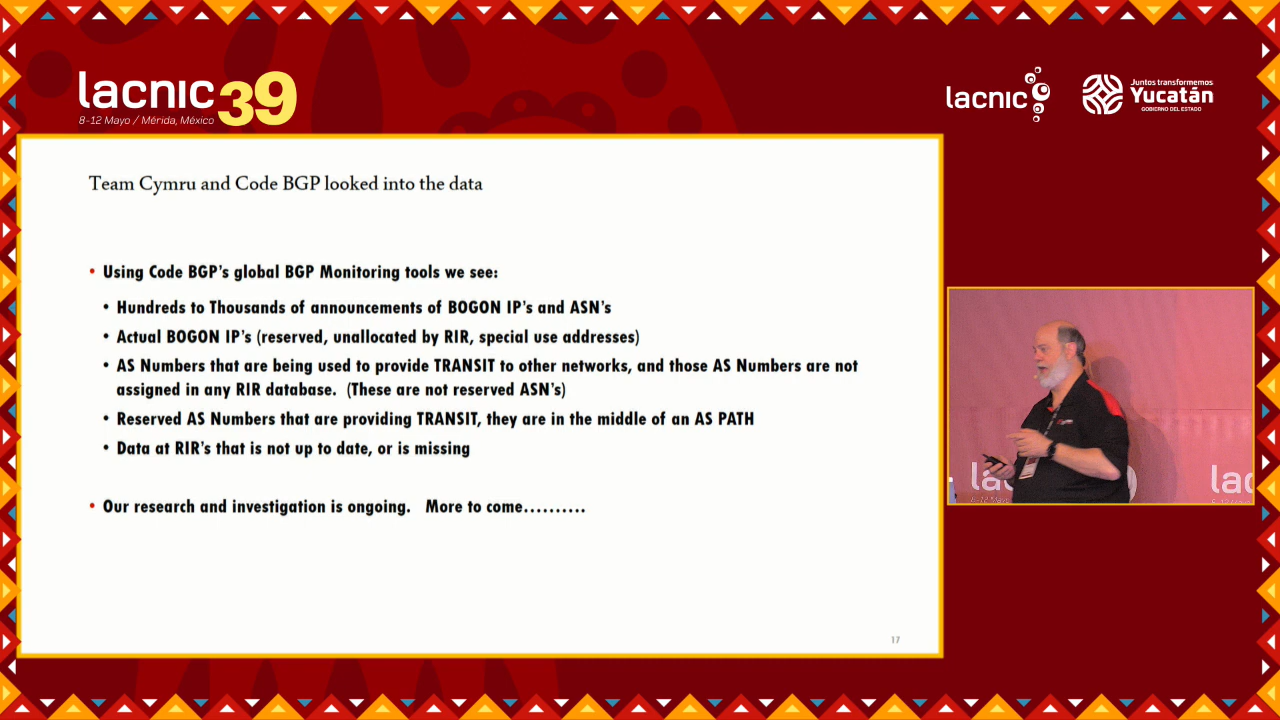 lacnic 39
8-12 Mayo / Mérida, México
lacnic
Juntos transformemos
Yucatán
GOBIERNO DEL ESTADO
Team Cymru and Code BGP looked into the data
• Using Code BGP's global BGP Monitoring tools we see:
• Hundreds to Thousands of announcements of BOGON IP's and ASN's
• Actual BOGON IP's (reserved, unallocated by RIR, special use addresses)
• AS Numbers that are being used to provide TRANSIT to other networks, and those AS Numbers are not
assigned in any RIR database. (These are not reserved ASN's)
• Reserved AS Numbers that are providing TRANSIT, they are in the middle of an AS PATH
• Data at RIR's that is not up to date, or is missing
• Our research and investigation is ongoing. More to come..........
17